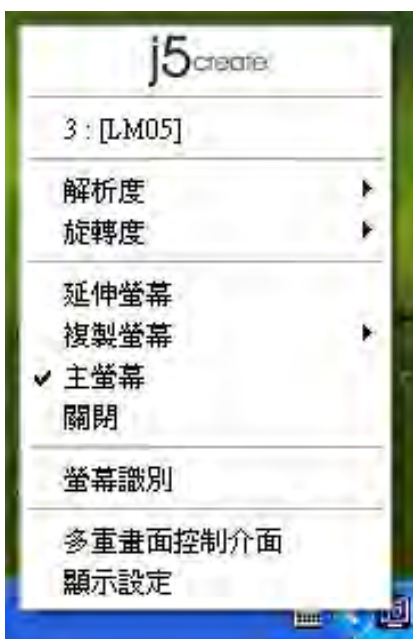 j5create
3 : [LM05]
解析度
旋轉度
延伸螢幕
複製螢幕
主螢幕
關閉
螢幕識別
多重畫面控制介面
顯示設定